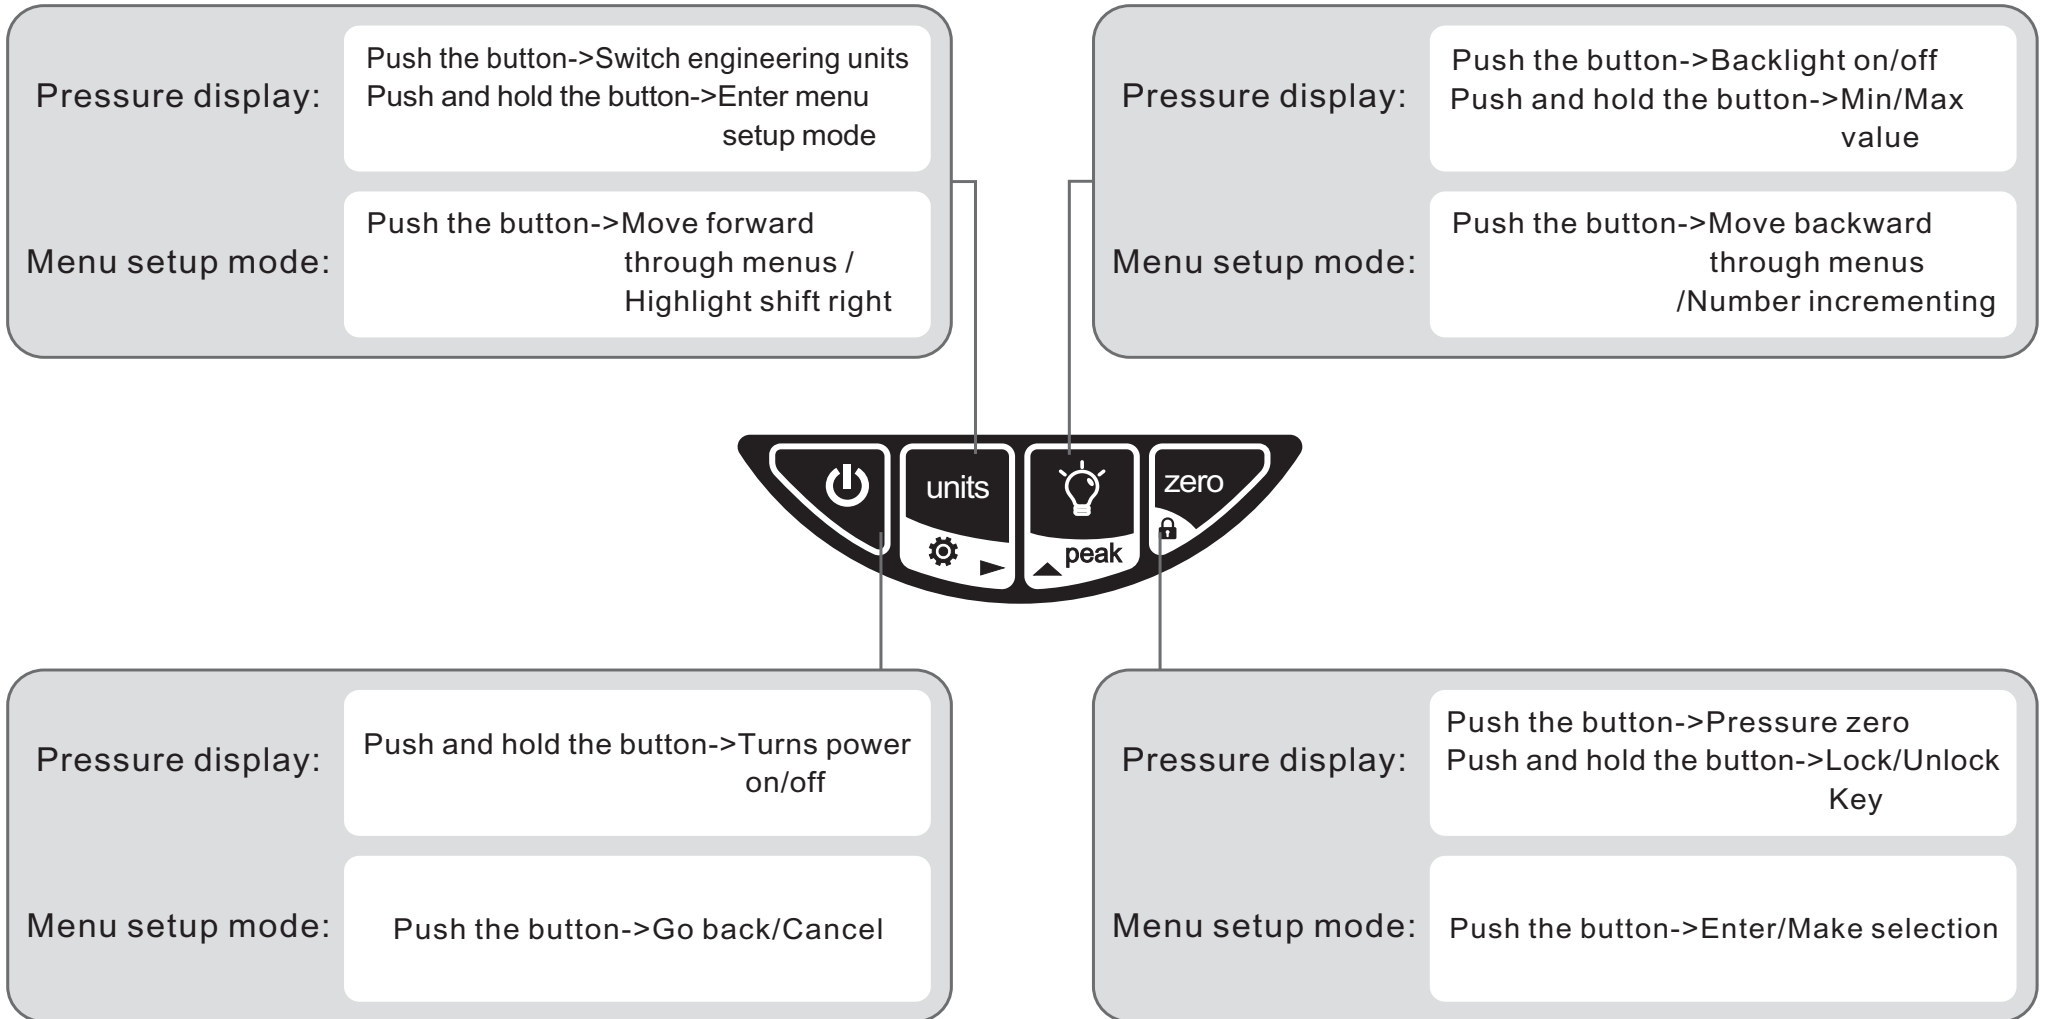 Pressure display:
Push the button->Switch engineering units
Push and hold the button->Enter menu
setup mode
Menu setup mode:
Push the button->Move forward
through menus /
Highlight shift right
Pressure display:
Push the button->Backlight on/off
Push and hold the button->Min/Max
value
Menu setup mode:
Push the button->Move backward
through menus
/Number incrementing
units
zero
peak
Pressure display:
Push and hold the button->Turns power
on/off
Menu setup mode:
Push the button->Go back/Cancel
Pressure display:
Push the button->Pressure zero
Push and hold the button->Lock/Unlock
Key
Menu setup mode:
Push the button->Enter/Make selection